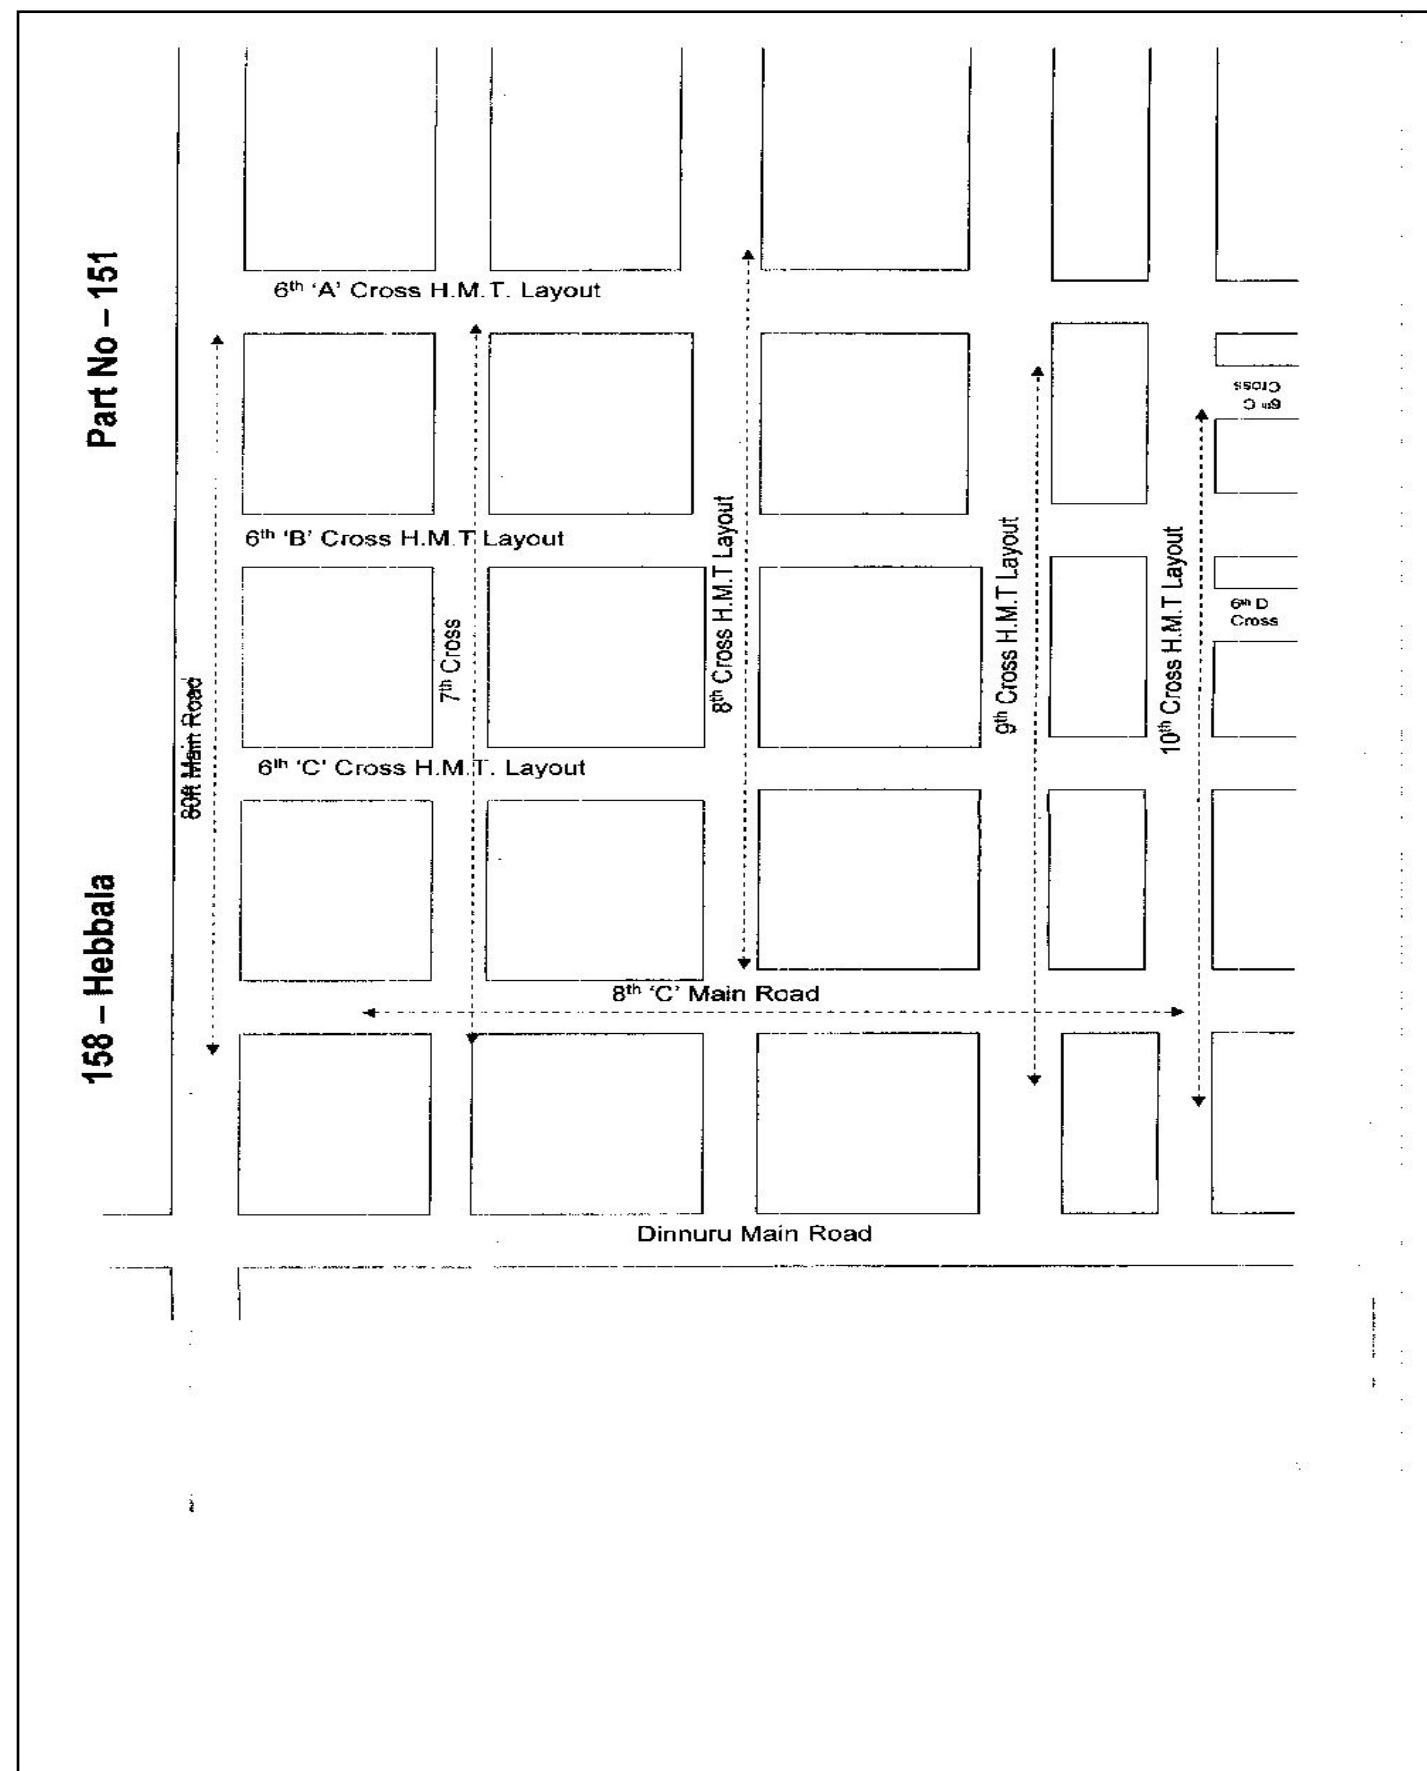 Part No – 151
158 – Hebbala
6th 'A' Cross H.M.T. Layout
6th 'B' Cross H.M.T Layout
6th 'C' Cross H.M.T. Layout
80ft Main Road
7th Cross
8th Cross H.M.T Layout
9th Cross H.M.T Layout
10th Cross H.M.T Layout
6th C
Cross
6th D
Cross
8th 'C' Main Road
Dinnuru Main Road